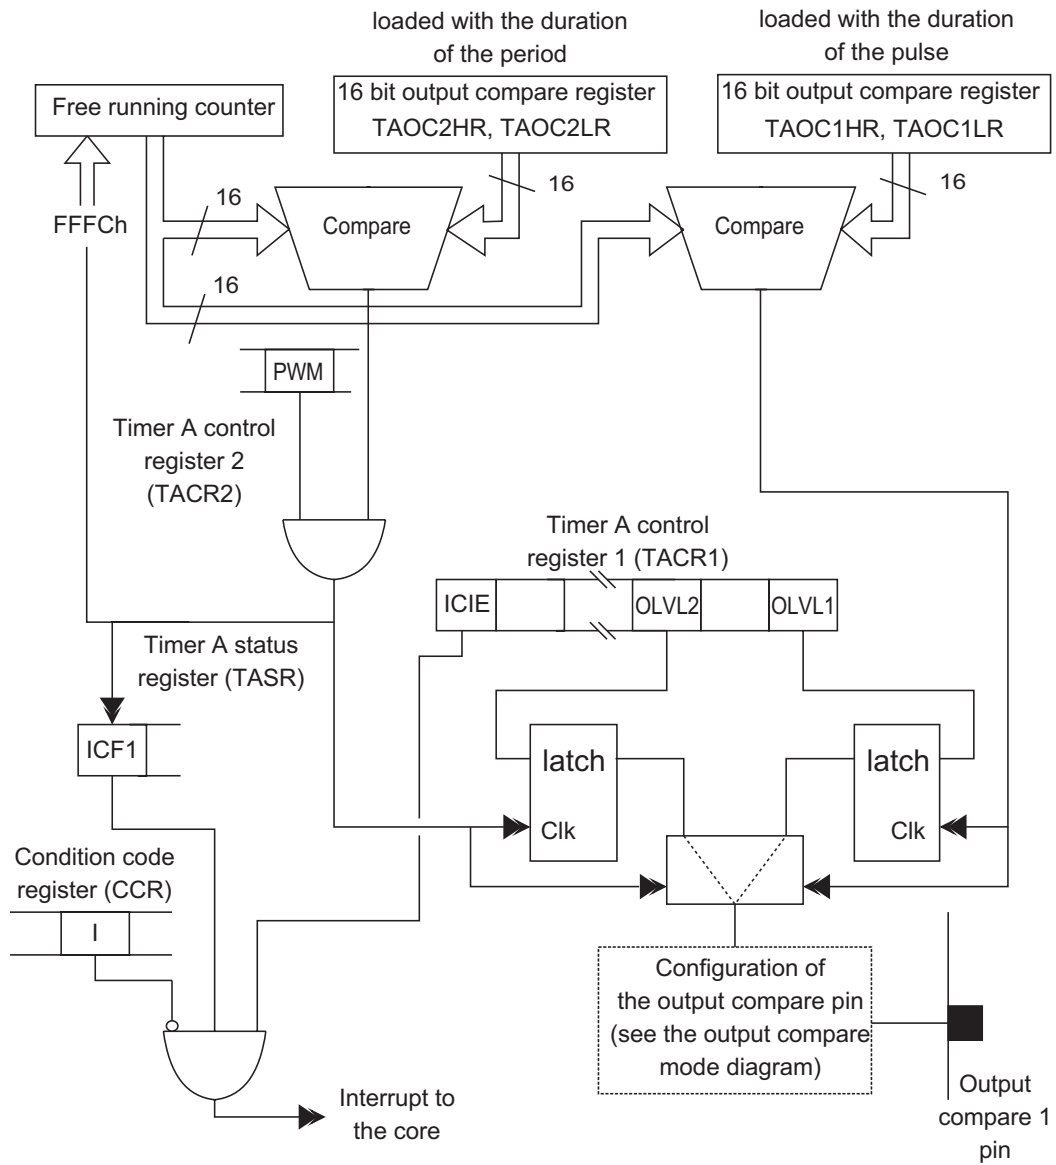 loaded with the duration
of the period
loaded with the duration
of the pulse
Free running counter
16 bit output compare register
TAOC2HR, TAOC2LR
16 bit output compare register
TAOC1HR, TAOC1LR
16
16
16
FFFCh
Compare
Compare
16
PWM
Timer A control
register 2
(TACR2)
Timer A control
register 1 (TACR1)
ICIE
OLVL2
OLVL1
Timer A status
register (TASR)
ICF1
latch
Clk
latch
Clk
Condition code
register (CCR)
I
Configuration of
the output compare pin
(see the output compare
mode diagram)
Interrupt to
the core
Output
compare 1
pin